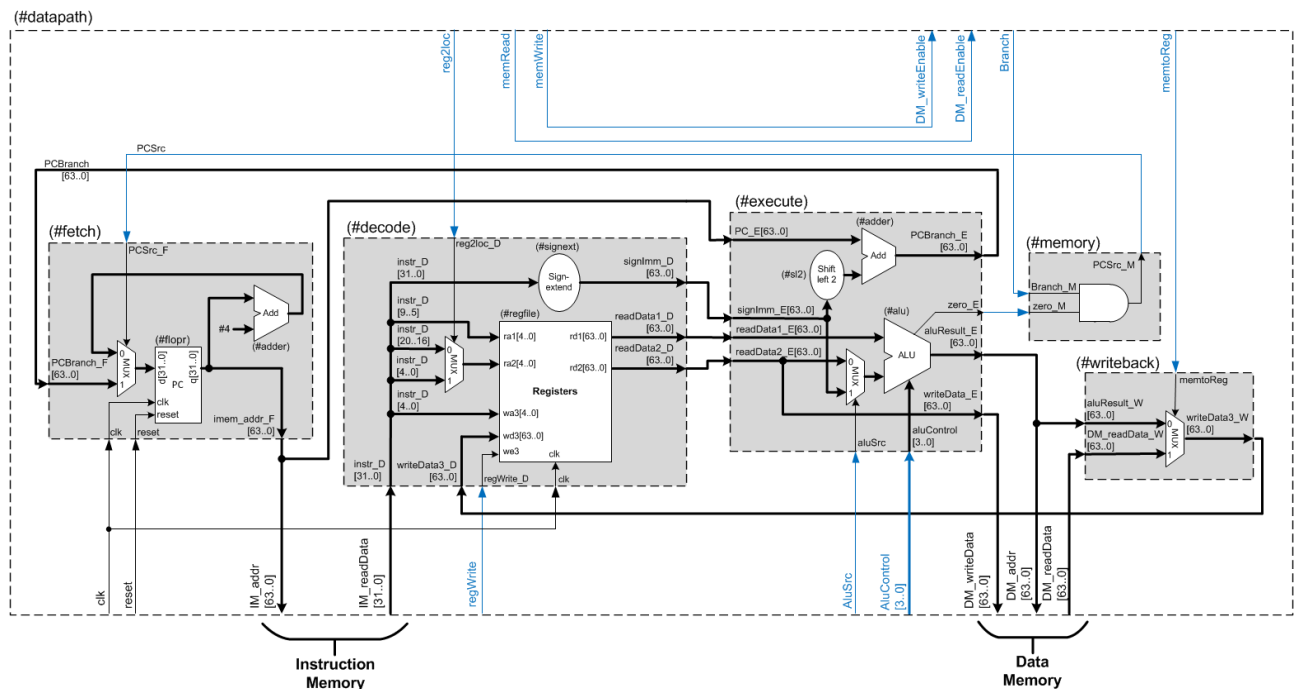 (#datapath)
reg2loc
memRead
memWrite
DM_writeEnable
DM_readEnable
Branch
memtoReg
PCBranch
[63..0]
PCSrc
(#fetch)
PCSrc_F
#4
Add
(#adder)
(#flopr)
0
MUX
1
d[31..0]
q[31..0]
PC
PCBranch_F
[63..0]
clk
reset
imem_addr_F
[63..0]
clk
reset
(#decode)
reg2loc_D
(#signext)
instr_D
[31..0]
Sign-
extend
signImm_D
[63..0]
instr_D
[9..5]
(#regfile)
instr_D
[20..16]
0
MUX
1
instr_D
[4..0]
instr_D
[4..0]
ra1[4..0]
ra2[4..0]
Registers
wa3[4..0]
wd3[63..0]
we3
clk
rd1[63..0]
rd2[63..0]
readData1_D
[63..0]
readData2_D
[63..0]
instr_D
[31..0]
writeData3_D
[63..0]
regWrite_D
clk
(#execute)
(#adder)
PC_E[63..0]
PCBranch_E
[63..0]
Add
(#sl2)
Shift
left 2
signImm_E[63..0]
(#alu)
zero_E
readData1_E[63..0]
aluResult_E
[63..0]
readData2_E[63..0]
0
MUX
1
ALU
writeData_E
[63..0]
aluSrc
aluControl
[3..0]
(#memory)
PCSrc_M
Branch_M
zero_M
(#writeback)
memtoReg
aluResult_W
[63..0]
writeData3_W
[63..0]
DM_readData_W
[63..0]
0
MUX
1
clk
reset
IM_addr
[63..0]
IM_readData
[31..0]
regWrite
AluSrc
AluControl
[3..0]
DM_writeData
[63..0]
DM_addr
[63..0]
DM_readData
[63..0]
Instruction
Memory
Data
Memory